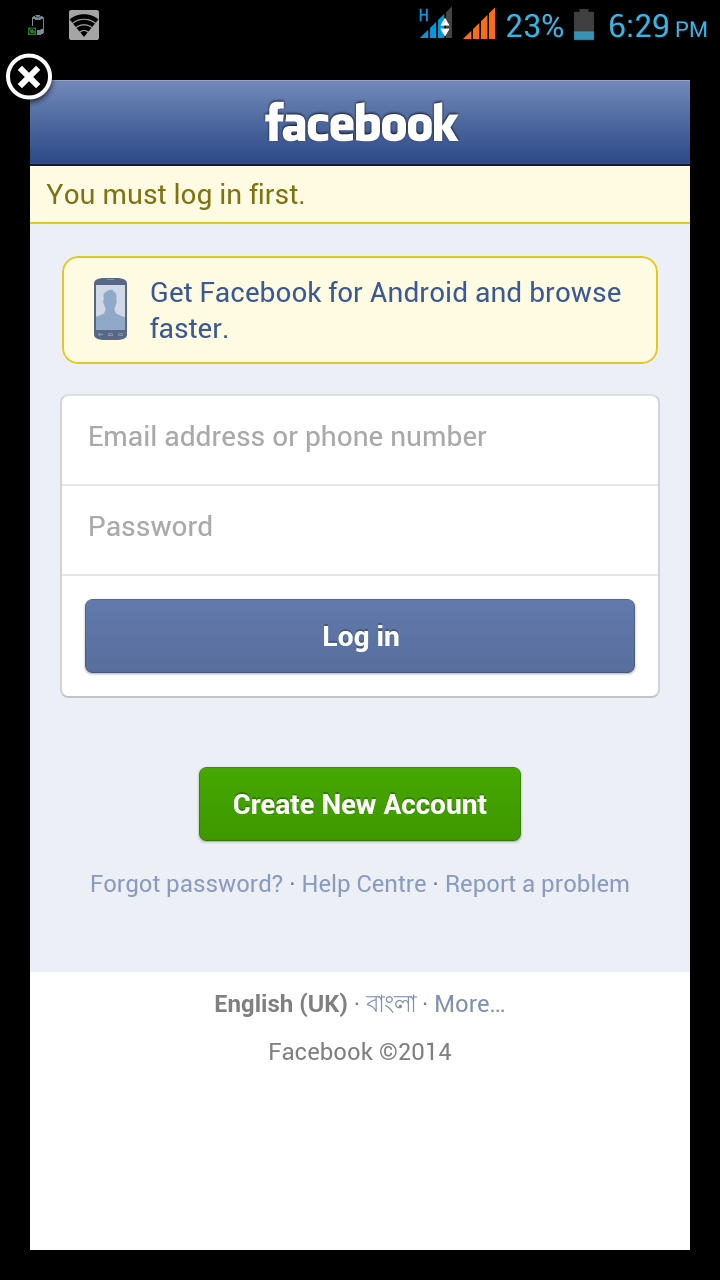 H 23% 6:29 PM
facebook
You must log in first.
Get Facebook for Android and browse
faster.
Email address or phone number
Password
Log in
Create New Account
Forgot password? · Help Centre · Report a problem
English (UK) · বাংলা · More…
Facebook ©2014